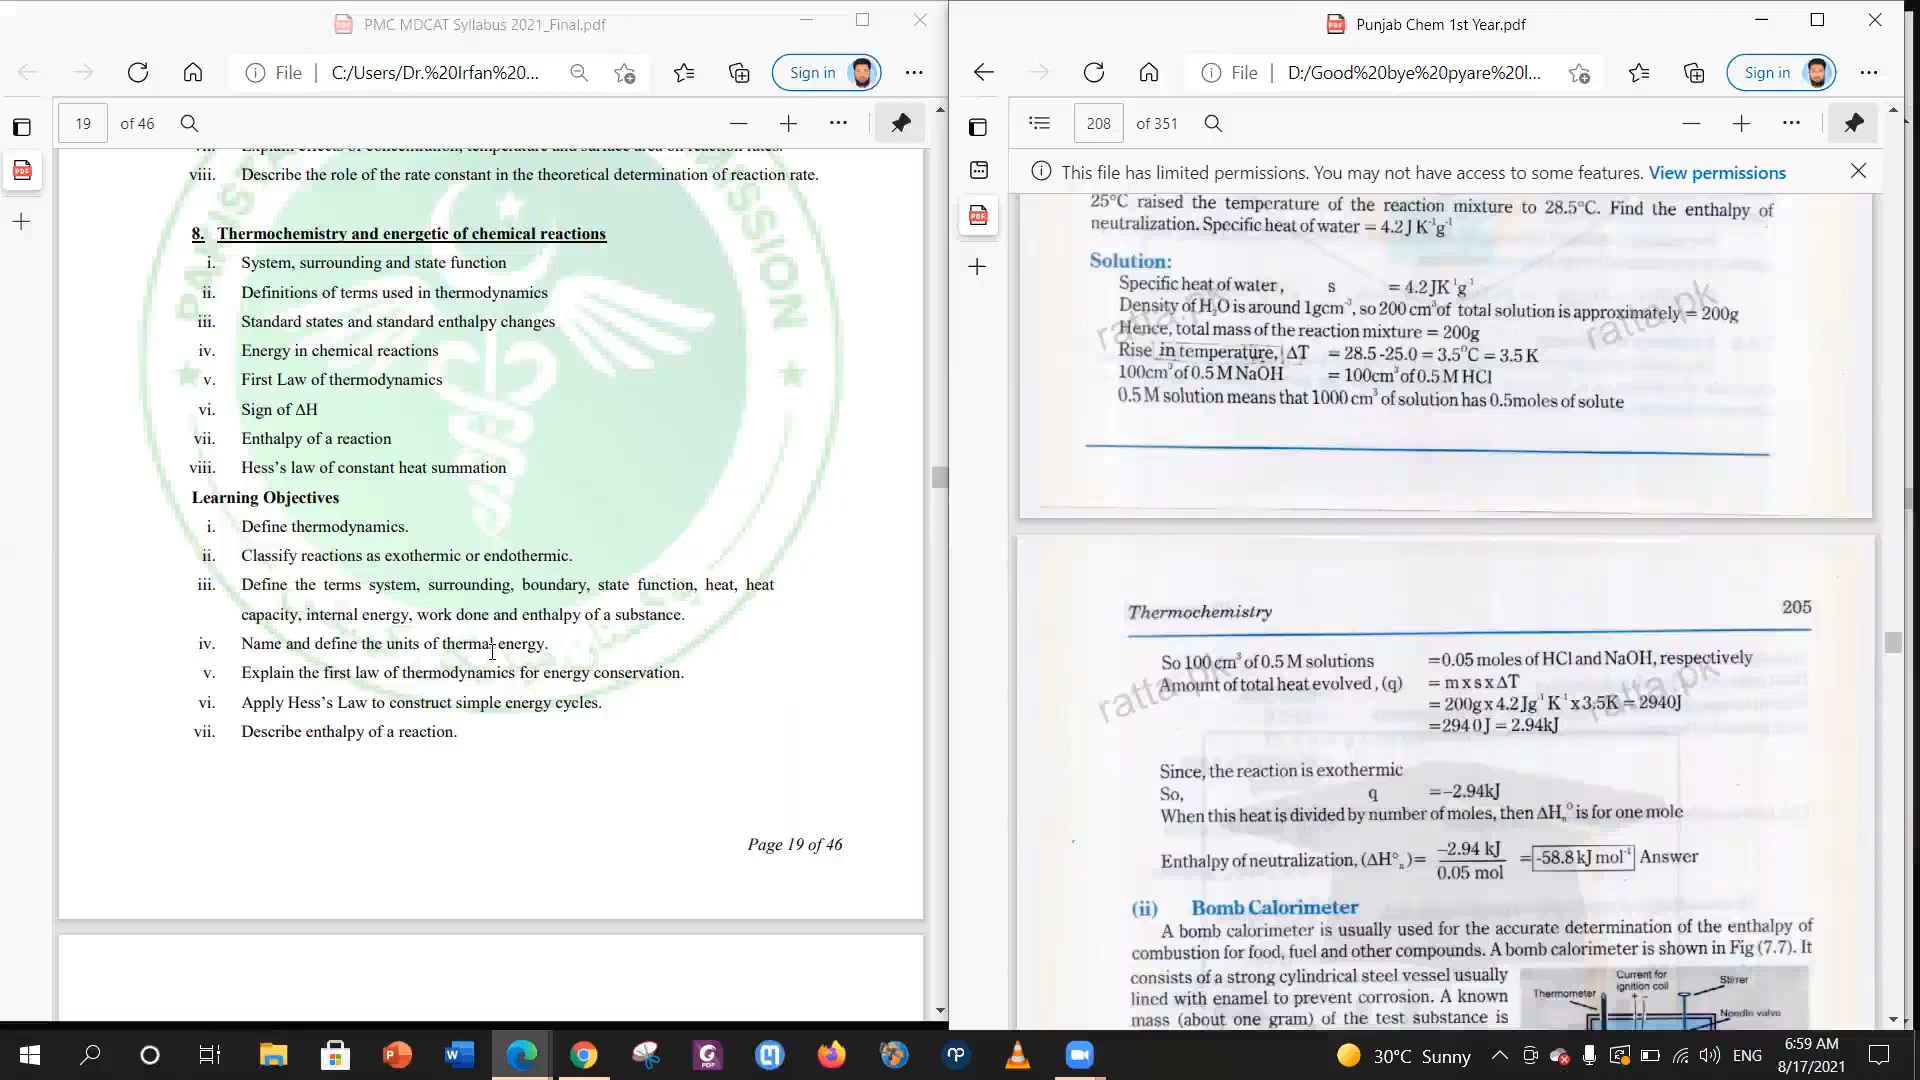 PMC MDCAT Syllabus 2021_Final.pdf
File
C:/Users/Dr.%20Irfan%20...
Sign in
19 of 46
viii. Describe the role of the rate constant in the theoretical determination of reaction rate.
8. Thermochemistry and energetic of chemical reactions
i. System, surrounding and state function
ii. Definitions of terms used in thermodynamics
iii. Standard states and standard enthalpy changes
iv. Energy in chemical reactions
v. First Law of thermodynamics
vi. Sign of ΔH
vii. Enthalpy of a reaction
viii. Hess's law of constant heat summation
Learning Objectives
i. Define thermodynamics.
ii. Classify reactions as exothermic or endothermic.
iii. Define the terms system, surrounding, boundary, state function, heat, heat
capacity, internal energy, work done and enthalpy of a substance.
iv. Name and define the units of thermal energy.
v. Explain the first law of thermodynamics for energy conservation.
vi. Apply Hess's Law to construct simple energy cycles.
vii. Describe enthalpy of a reaction.
Page 19 of 46
Punjab Chem 1st Year.pdf
File
D:/Good%20bye%20pyare%20l...
Sign in
208 of 351
This file has limited permissions. You may not have access to some features. View permissions
25°C raised the temperature of the reaction mixture to 28.5°C. Find the enthalpy of
neutralization. Specific heat of water = 4.2 J K⁻¹g⁻¹
Solution:
Specific heat of water, s = 4.2 JK⁻¹g⁻¹
Density of H₂O is around 1gcm⁻³, so 200 cm³ of total solution is approximately = 200g
Hence, total mass of the reaction mixture = 200g
Rise in temperature, ΔT = 28.5 -25.0 = 3.5⁰C = 3.5 K
100cm³ of 0.5 M NaOH = 100cm³ of 0.5 M HCl
0.5 M solution means that 1000 cm³ of solution has 0.5moles of solute
ratta.pk
ratta.pk
Thermochemistry 205
So 100 cm³ of 0.5 M solutions =0.05 moles of HCl and NaOH, respectively
Amount of total heat evolved, (q) = m x s x ΔT
= 200g x 4.2 Jg⁻¹ K⁻¹ x 3.5K = 2940J
=2940J = 2.94kJ
ratta.pk
ratta.pk
Since, the reaction is exothermic
So, q =-2.94kJ
When this heat is divided by number of moles, then ΔHₙ⁰ is for one mole
Enthalpy of neutralization, (ΔH°ₙ) = -2.94 kJ / 0.05 mol = -58.8 kJ mol⁻¹ Answer
(ii) Bomb Calorimeter
A bomb calorimeter is usually used for the accurate determination of the enthalpy of
combustion for food, fuel and other compounds. A bomb calorimeter is shown in Fig (7.7). It
consists of a strong cylindrical steel vessel usually
lined with enamel to prevent corrosion. A known
mass (about one gram) of the test substance is
Current for
ignition coil
+ -
Stirrer
Thermometer
Needle valve
30°C Sunny
ENG
6:59 AM
8/17/2021